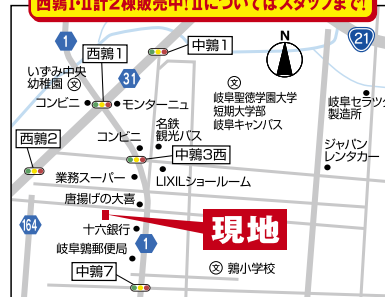 西鶉Ⅰ・Ⅱ計2棟販売中!Ⅱについてはスタッフまで!
1
西鶉1
中鶉1
N
21
いずみ中央
幼稚園 文
31
コンビニ
モンターニュ
文
岐阜聖徳学園大学
短期大学部
岐阜キャンパス
岐阜セラツ
製造所
西鶉2
コンビニ
名鉄
観光バス
中鶉3西
ジャパン
レンタカー
業務スーパー
LIXILショールーム
唐揚げの大喜
164
現地
十六銀行
1
岐阜鶉郵便局
中鶉7
文 鶉小学校